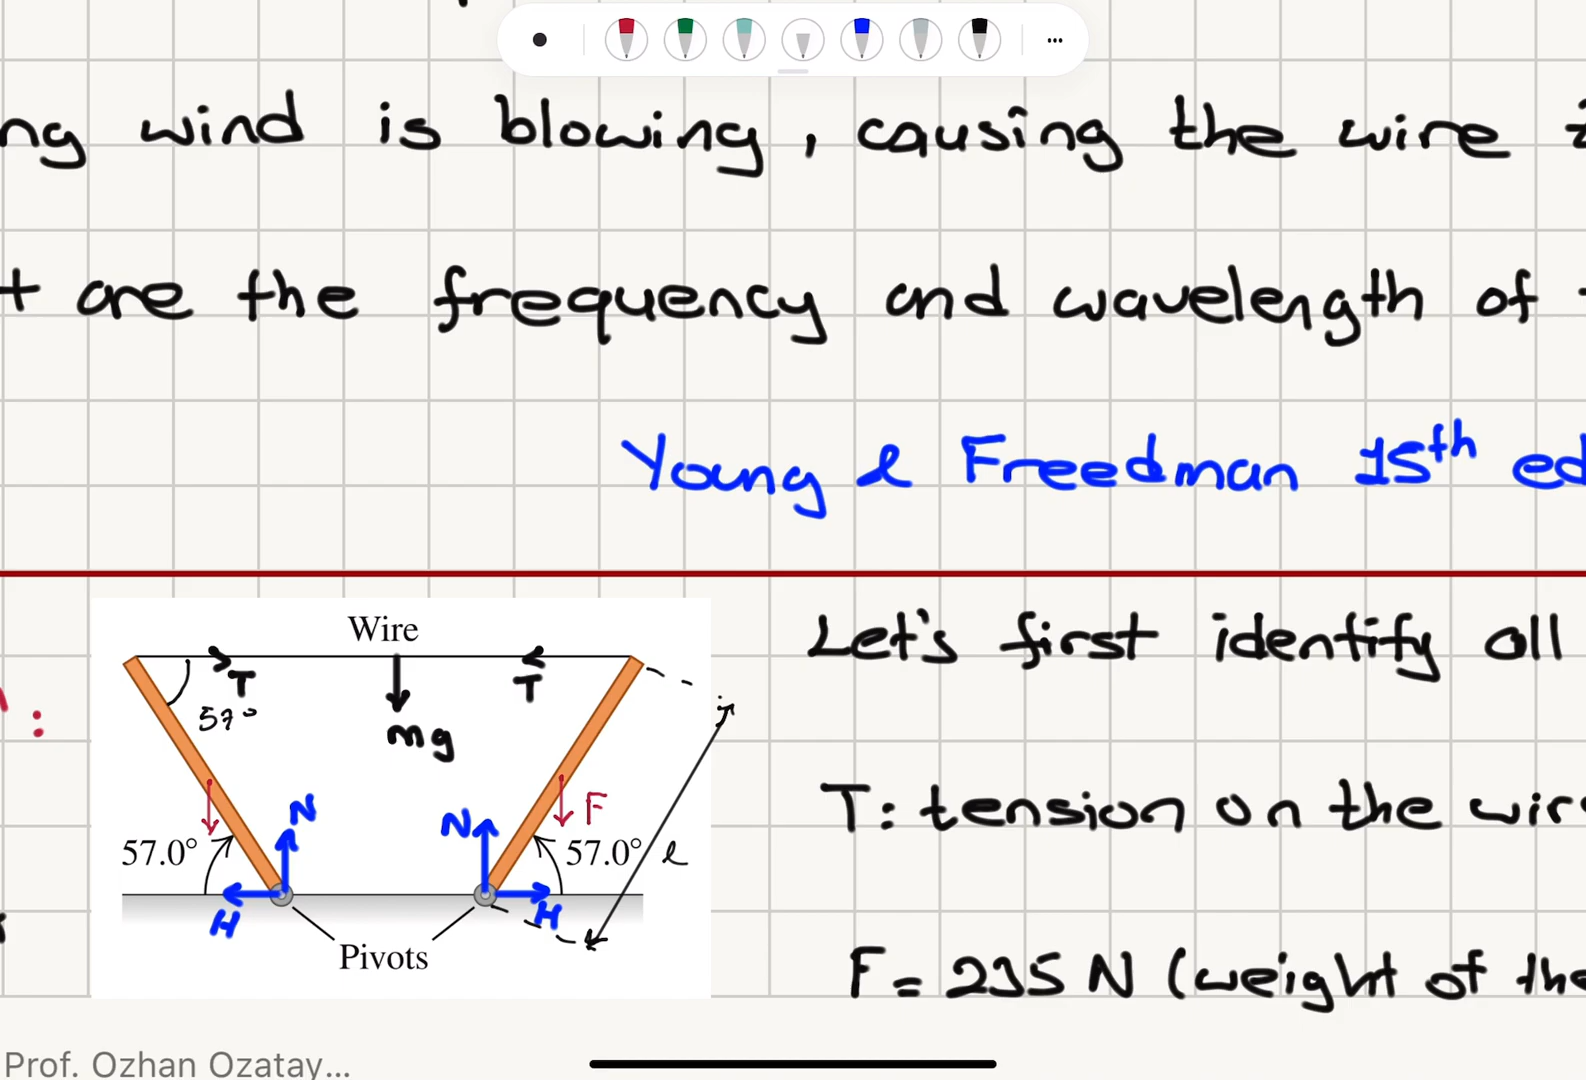 ng wind is blowing, causing the wire
t are the frequency and wavelength of
Young & Freedman 15th ed
Wire
T
T
57°
mg
Let's first identify all
:
N
N
F
T: tension on the wir
57.0°
57.0°
l
H
H
Pivots
F = 235 N (weight of the
Prof. Ozhan Ozatay...